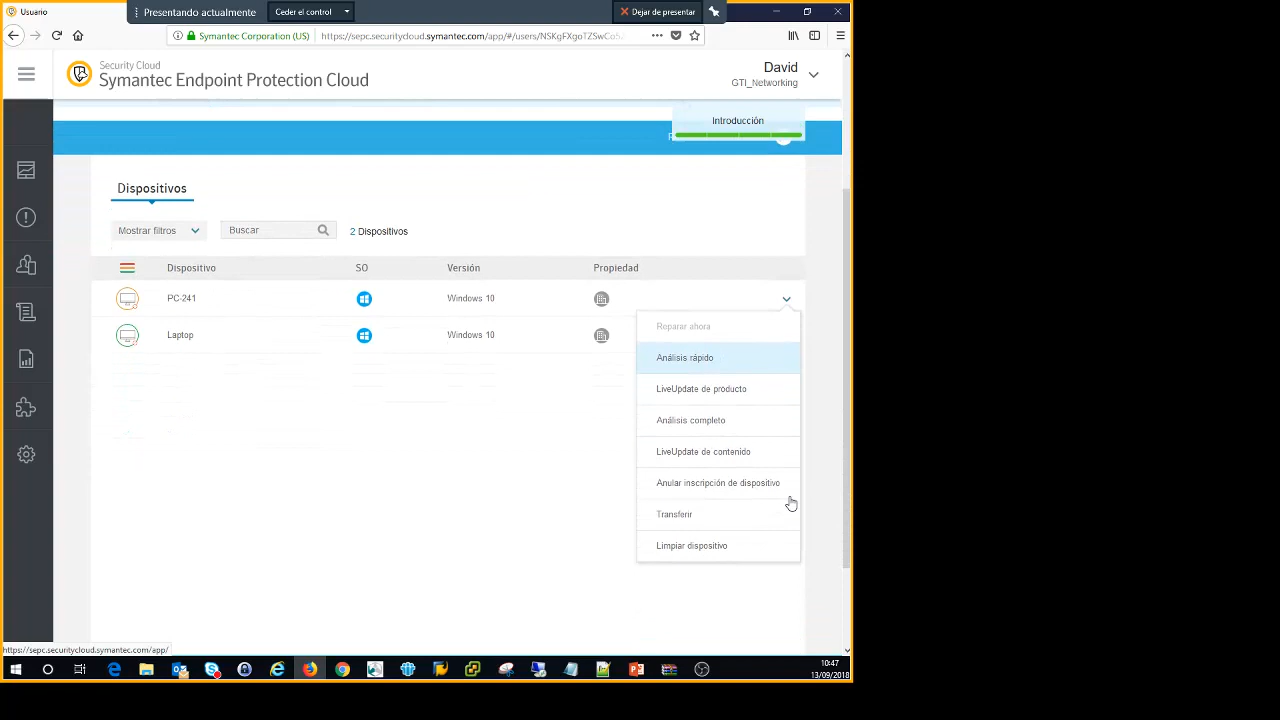 Usuario
Presentando actualmente
Ceder el control
Dejar de presentar
Symantec Corporation (US)
https://sepc.securitycloud.symantec.com/app/#/users/NSKgFXgoTZSwCo5
Security Cloud
Symantec Endpoint Protection Cloud
David
GTI_Networking
Introducción
Dispositivos
Mostrar filtros
Buscar
2 Dispositivos
Dispositivo SO Versión Propiedad
PC-241 Windows 10
Laptop Windows 10
Reparar ahora
Análisis rápido
LiveUpdate de producto
Análisis completo
LiveUpdate de contenido
Anular inscripción de dispositivo
Transferir
Limpiar dispositivo
https://sepc.securitycloud.symantec.com/app/
10:47
13/09/2018